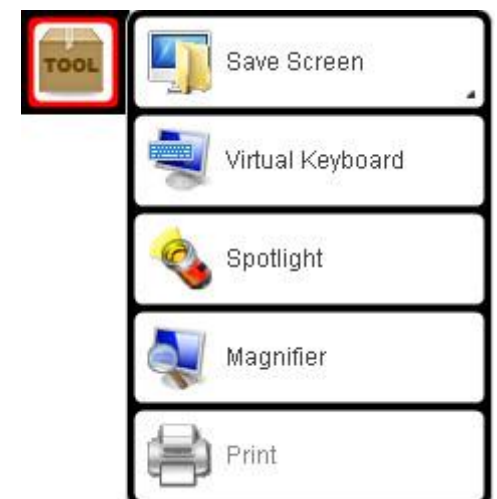 TOOL
Save Screen
Virtual Keyboard
Spotlight
Magnifier
Print